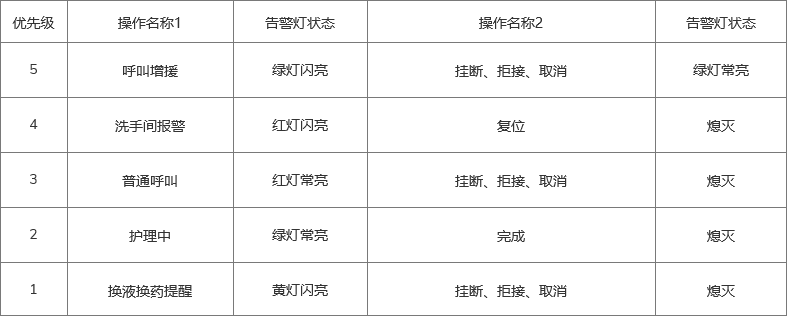 优先级 操作名称1 告警灯状态 操作名称2 告警灯状态
5 呼叫增援 绿灯闪亮 挂断、拒接、取消 绿灯常亮
4 洗手间报警 红灯闪亮 复位 熄灭
3 普通呼叫 红灯常亮 挂断、拒接、取消 熄灭
2 护理中 绿灯常亮 完成 熄灭
1 换液换药提醒 黄灯闪亮 挂断、拒接、取消 熄灭